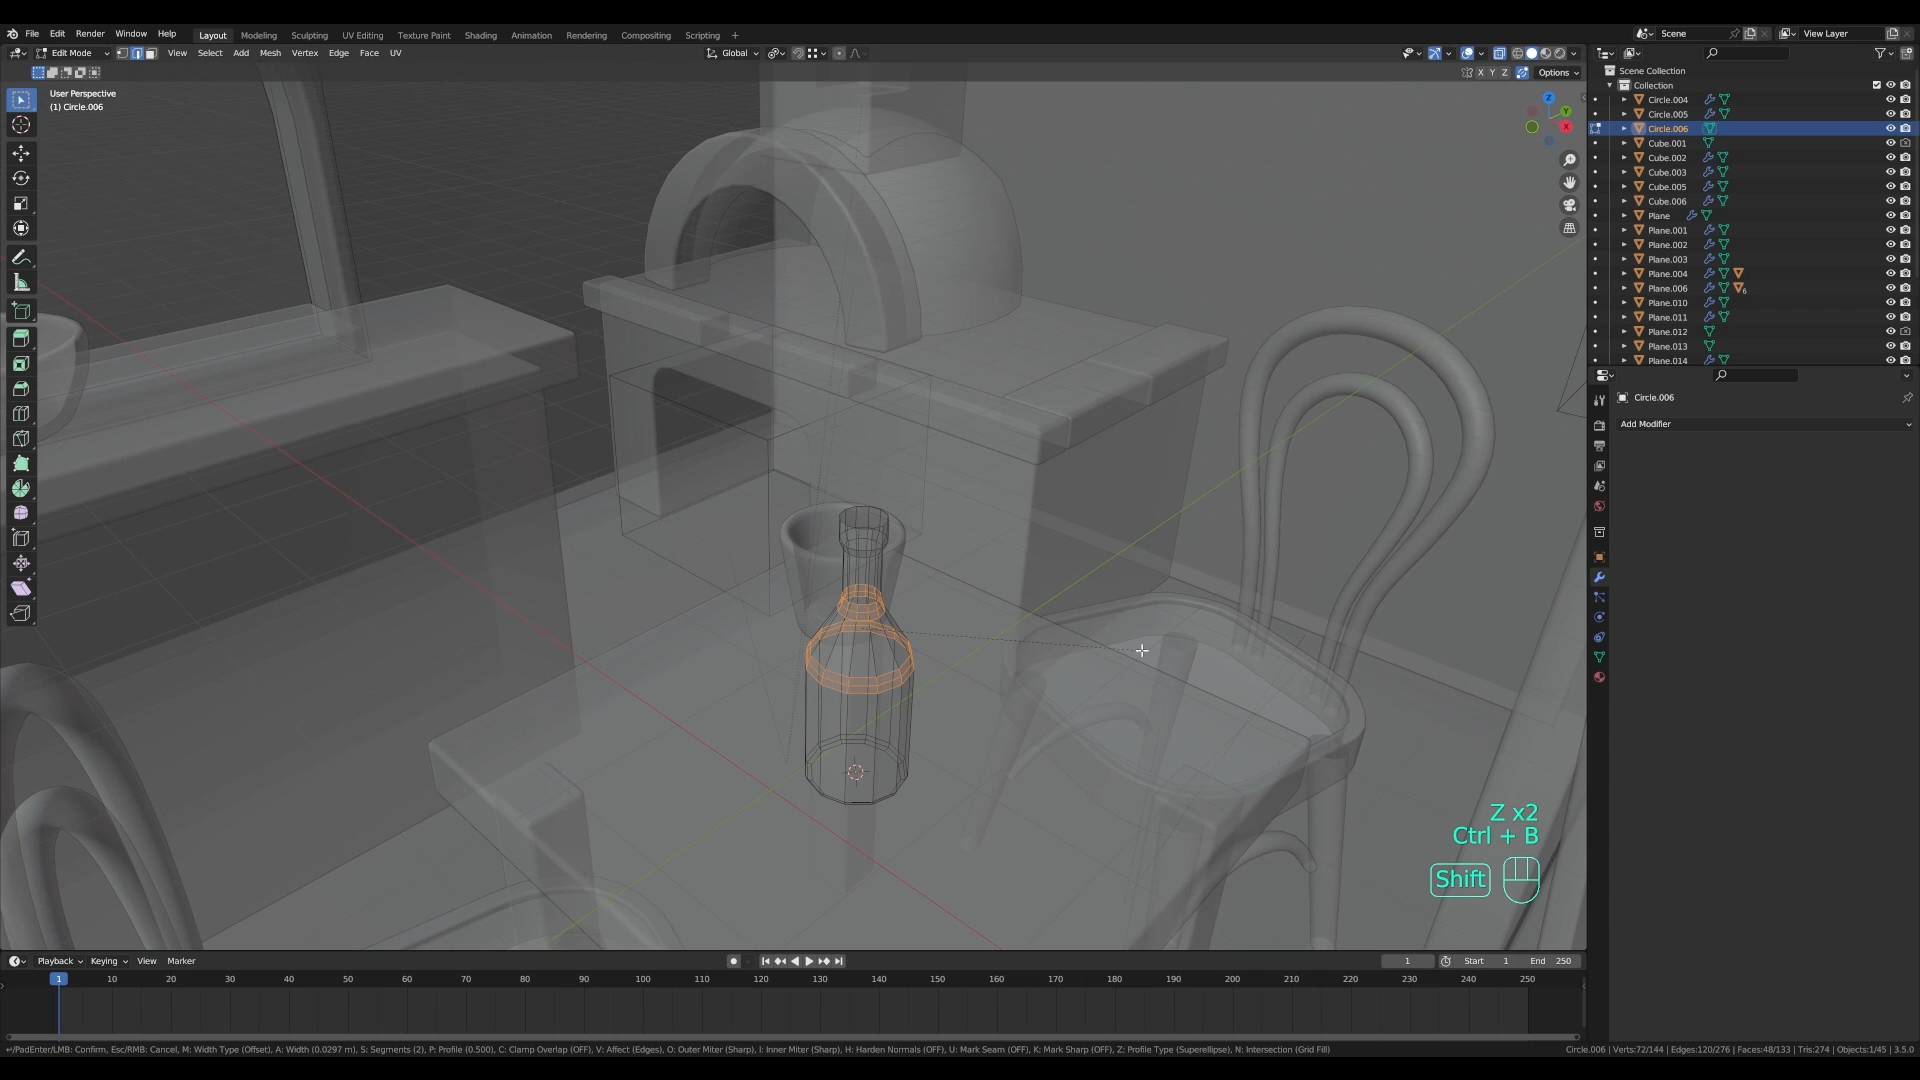 File Edit Render Window Help Layout Modeling Sculpting UV Editing Texture Paint Shading Animation Rendering Compositing Scripting + Scene View Layer
Edit Mode View Select Add Mesh Vertex Edge Face UV Global
X Y Z Options
User Perspective
(1) Circle.006
Z
Y
X
Scene Collection
Collection
Circle.004
Circle.005
Circle.006
Cube.001
Cube.002
Cube.003
Cube.005
Cube.006
Plane
Plane.001
Plane.002
Plane.003
Plane.004
Plane.006 6
Plane.010
Plane.011
Plane.012
Plane.013
Plane.014
Circle.006
Add Modifier
Z x2
Ctrl + B
Shift
Playback Keying View Marker 1 Start 1 End 250
1 10 20 30 40 50 60 70 80 90 100 110 120 130 140 150 160 170 180 190 200 210 220 230 240 250
↵/PadEnter/LMB: Confirm, Esc/RMB: Cancel, M: Width Type (Offset), A: Width (0.0297 m), S: Segments (2), P: Profile (0.500), C: Clamp Overlap (OFF), V: Affect (Edges), O: Outer Miter (Sharp), I: Inner Miter (Sharp), H: Harden Normals (OFF), U: Mark Seam (OFF), K: Mark Sharp (OFF), Z: Profile Type (Superellipse), N: Intersection (Grid Fill) Circle.006 | Verts:72/144 | Edges:120/276 | Faces:48/133 | Tris:274 | Objects:1/45 | 3.5.0